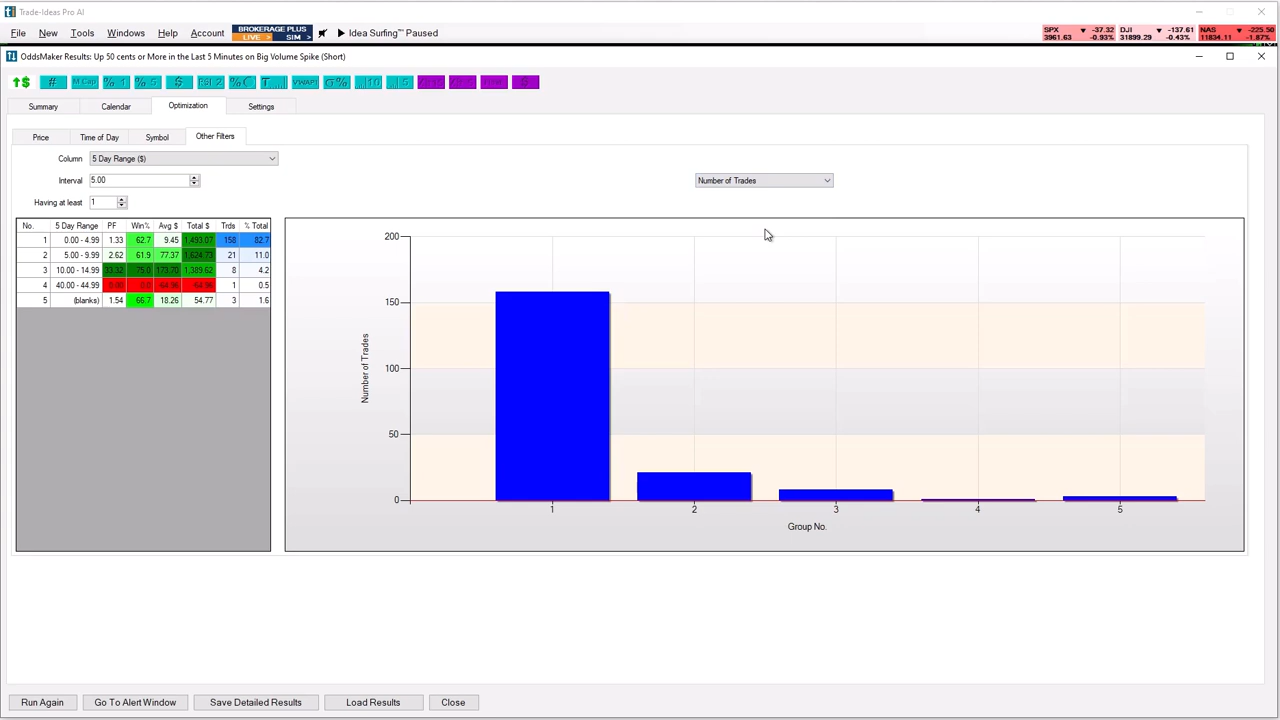 Trade-Ideas Pro AI
File New Tools Windows Help Account BROKERAGE PLUS LIVE > SIM > Idea Surfing™ Paused
SPX -37.32 DJI -137.61 NAS -225.50
3961.63 -0.93% 31899.29 -0.43% 11834.11 -1.87%
OddsMaker Results: Up 50 cents or More in the Last 5 Minutes on Big Volume Spike (Short)
Summary Calendar Optimization Settings
Price Time of Day Symbol Other Filters
Column 5 Day Range ($)
Interval 5.00 Number of Trades
Having at least 1
No. 5 Day Range PF Win% Avg $ Total $ Trds % Total
1 0.00 - 4.99 1.33 62.7 9.45 1,493.07 158 82.7
2 5.00 - 9.99 2.62 61.9 77.37 1,624.73 21 11.0
3 10.00 - 14.99 33.32 75.0 173.70 1,389.62 8 4.2
4 40.00 - 44.99 0.00 0.0 -64.96 -64.96 1 0.5
5 (blanks) 1.54 66.7 18.26 54.77 3 1.6
200
150
100
50
0
Number of Trades
1 2 3 4 5
Group No.
Run Again Go To Alert Window Save Detailed Results Load Results Close